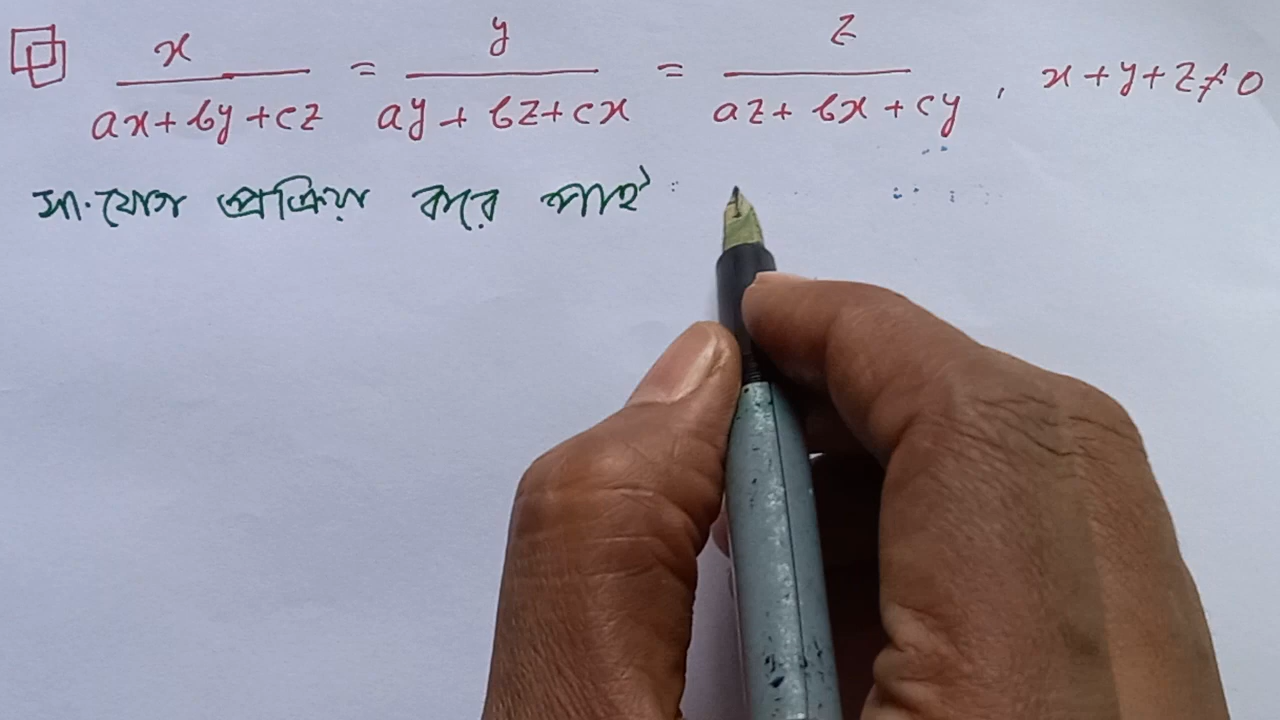 x/(ax+by+cz) = y/(ay+bz+cx) = z/(az+bx+cy), x+y+z≠0
সংযোগ প্রক্রিয়া করে পাই